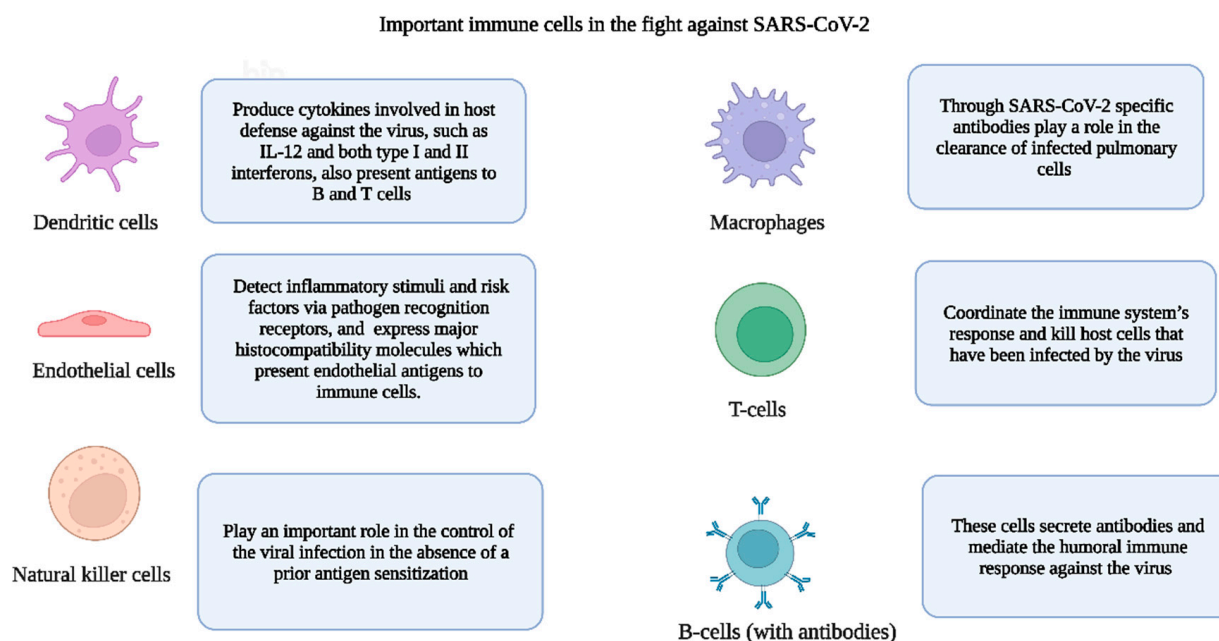 Important immune cells in the fight against SARS-CoV-2
Produce cytokines involved in host
defense against the virus, such as
IL-12 and both type I and II
interferons, also present antigens to
B and T cells
Dendritic cells
Through SARS-CoV-2 specific
antibodies play a role in the
clearance of infected pulmonary
cells
Macrophages
Detect inflammatory stimuli and risk
factors via pathogen recognition
receptors, and express major
histocompatibility molecules which
present endothelial antigens to
immune cells.
Endothelial cells
Coordinate the immune system's
response and kill host cells that
have been infected by the virus
T-cells
Play an important role in the control of
the viral infection in the absence of a
prior antigen sensitization
Natural killer cells
These cells secrete antibodies and
mediate the humoral immune
response against the virus
B-cells (with antibodies)